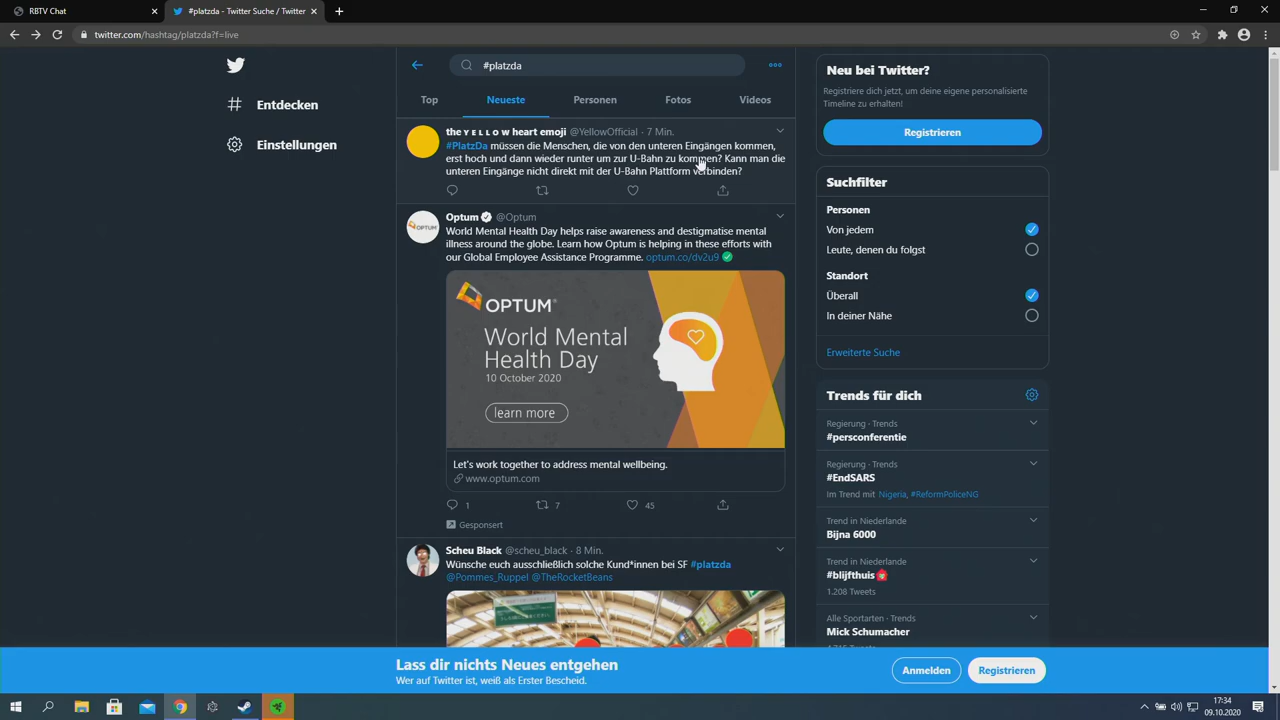 RBTV Chat
#platzda - Twitter Suche / Twitter
twitter.com/hashtag/platzda?f=live
#platzda
Entdecken
Einstellungen
Top
Neueste
Personen
Fotos
Videos
the Y E L L O W heart emoji @YellowOfficial · 7 Min.
#PlatzDa müssen die Menschen, die von den unteren Eingängen kommen,
erst hoch und dann wieder runter um zur U-Bahn zu kommen? Kann man die
unteren Eingänge nicht direkt mit der U-Bahn Plattform verbinden?
Optum @Optum
World Mental Health Day helps raise awareness and destigmatise mental
illness around the globe. Learn how Optum is helping in these efforts with
our Global Employee Assistance Programme. optum.co/dv2u9
OPTUM
OPTUM®
World Mental
Health Day
10 October 2020
learn more
Let's work together to address mental wellbeing.
www.optum.com
1
7
45
Gesponsert
Scheu Black @scheu_black · 8 Min.
Wünsche euch ausschließlich solche Kund*innen bei SF #platzda
@Pommes_Ruppel @TheRocketBeans
Neu bei Twitter?
Registriere dich jetzt, um deine eigene personalisierte
Timeline zu erhalten!
Registrieren
Suchfilter
Personen
Von jedem
Leute, denen du folgst
Standort
Überall
In deiner Nähe
Erweiterte Suche
Trends für dich
Regierung · Trends
#persconferentie
Regierung · Trends
#EndSARS
Im Trend mit Nigeria, #ReformPoliceNG
Trend in Niederlande
Bijna 6000
Trend in Niederlande
#blijfthuis
1.208 Tweets
Alle Sportarten · Trends
Mick Schumacher
Lass dir nichts Neues entgehen
Wer auf Twitter ist, weiß als Erster Bescheid.
Anmelden
Registrieren
17:34
09.10.2020